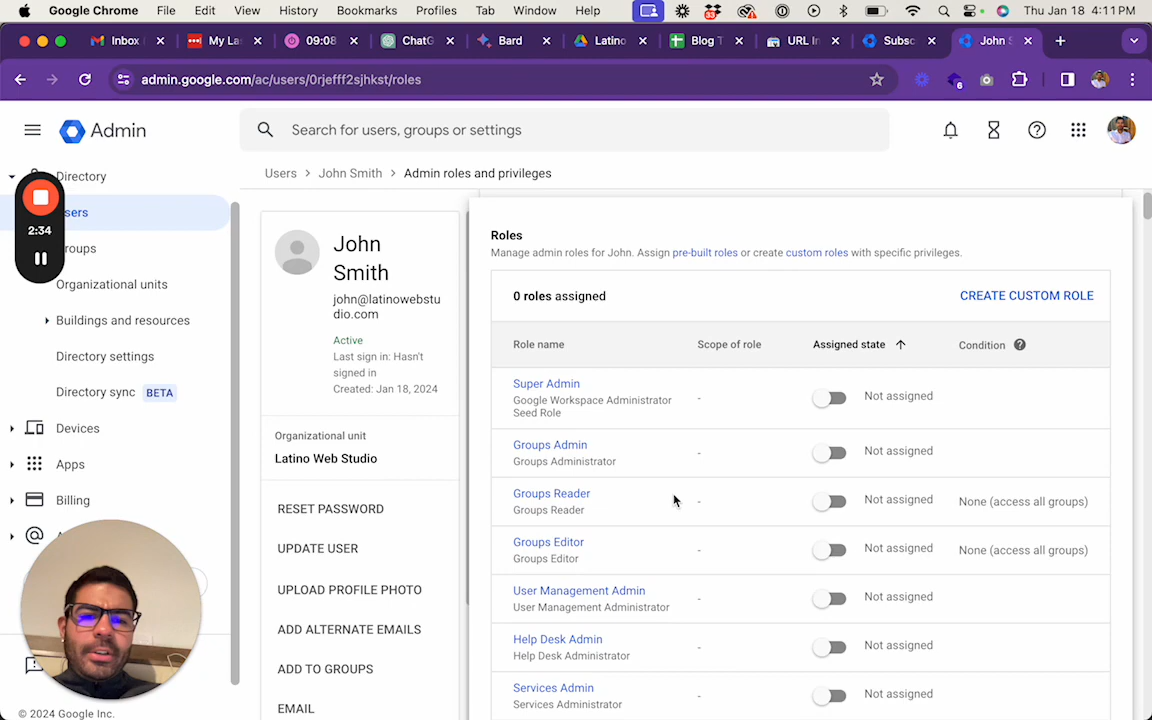 Google Chrome File Edit View History Bookmarks Profiles Tab Window Help Thu Jan 18 4:11 PM
Inbox My La 09:08 ChatG Bard Latino Blog T URL In Subsc John S
admin.google.com/ac/users/0rjefff2sjhkst/roles
6
Admin
Search for users, groups or settings
Directory
Users > John Smith > Admin roles and privileges
2:34
Organizational units
Buildings and resources
Directory settings
Directory sync BETA
Devices
Apps
Billing
© 2024 Google Inc.
John
Smith
john@latinowebstu
dio.com
Active
Last sign in: Hasn't
signed in
Created: Jan 18, 2024
Organizational unit
Latino Web Studio
RESET PASSWORD
UPDATE USER
UPLOAD PROFILE PHOTO
ADD ALTERNATE EMAILS
ADD TO GROUPS
EMAIL
Roles
Manage admin roles for John. Assign pre-built roles or create custom roles with specific privileges.
0 roles assigned CREATE CUSTOM ROLE
Role name Scope of role Assigned state Condition
Super Admin
Google Workspace Administrator
Seed Role
- Not assigned
Groups Admin
Groups Administrator
- Not assigned
Groups Reader
Groups Reader
- Not assigned None (access all groups)
Groups Editor
Groups Editor
- Not assigned None (access all groups)
User Management Admin
User Management Administrator
- Not assigned
Help Desk Admin
Help Desk Administrator
- Not assigned
Services Admin
Services Administrator
- Not assigned